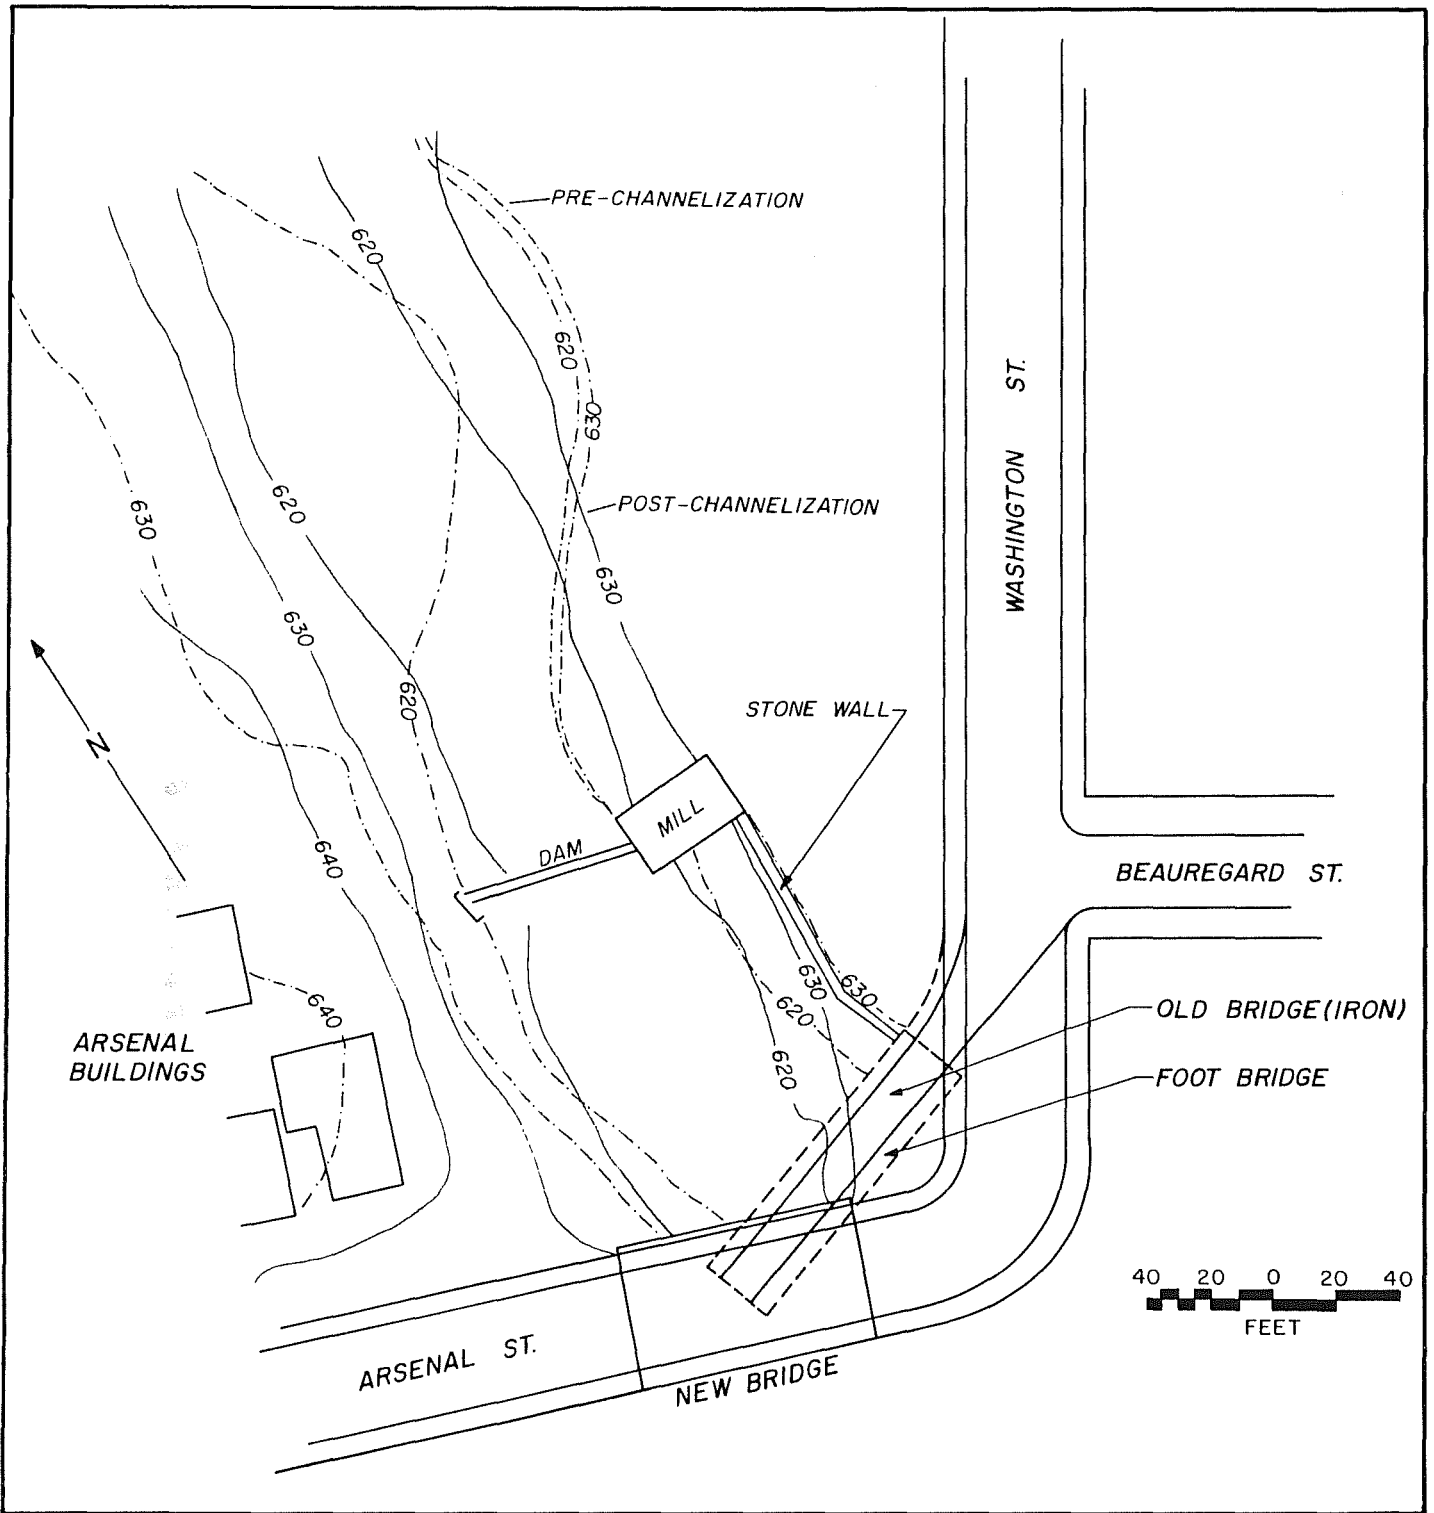 PRE-CHANNELIZATION
620
620
630
WASHINGTON ST.
630
620
POST-CHANNELIZATION
630
630
620
STONE WALL
N
MILL
640
DAM
BEAUREGARD ST.
630
630
640
620
OLD BRIDGE(IRON)
ARSENAL
BUILDINGS
620
FOOT BRIDGE
40 20 0 20 40
FEET
ARSENAL ST.
NEW BRIDGE